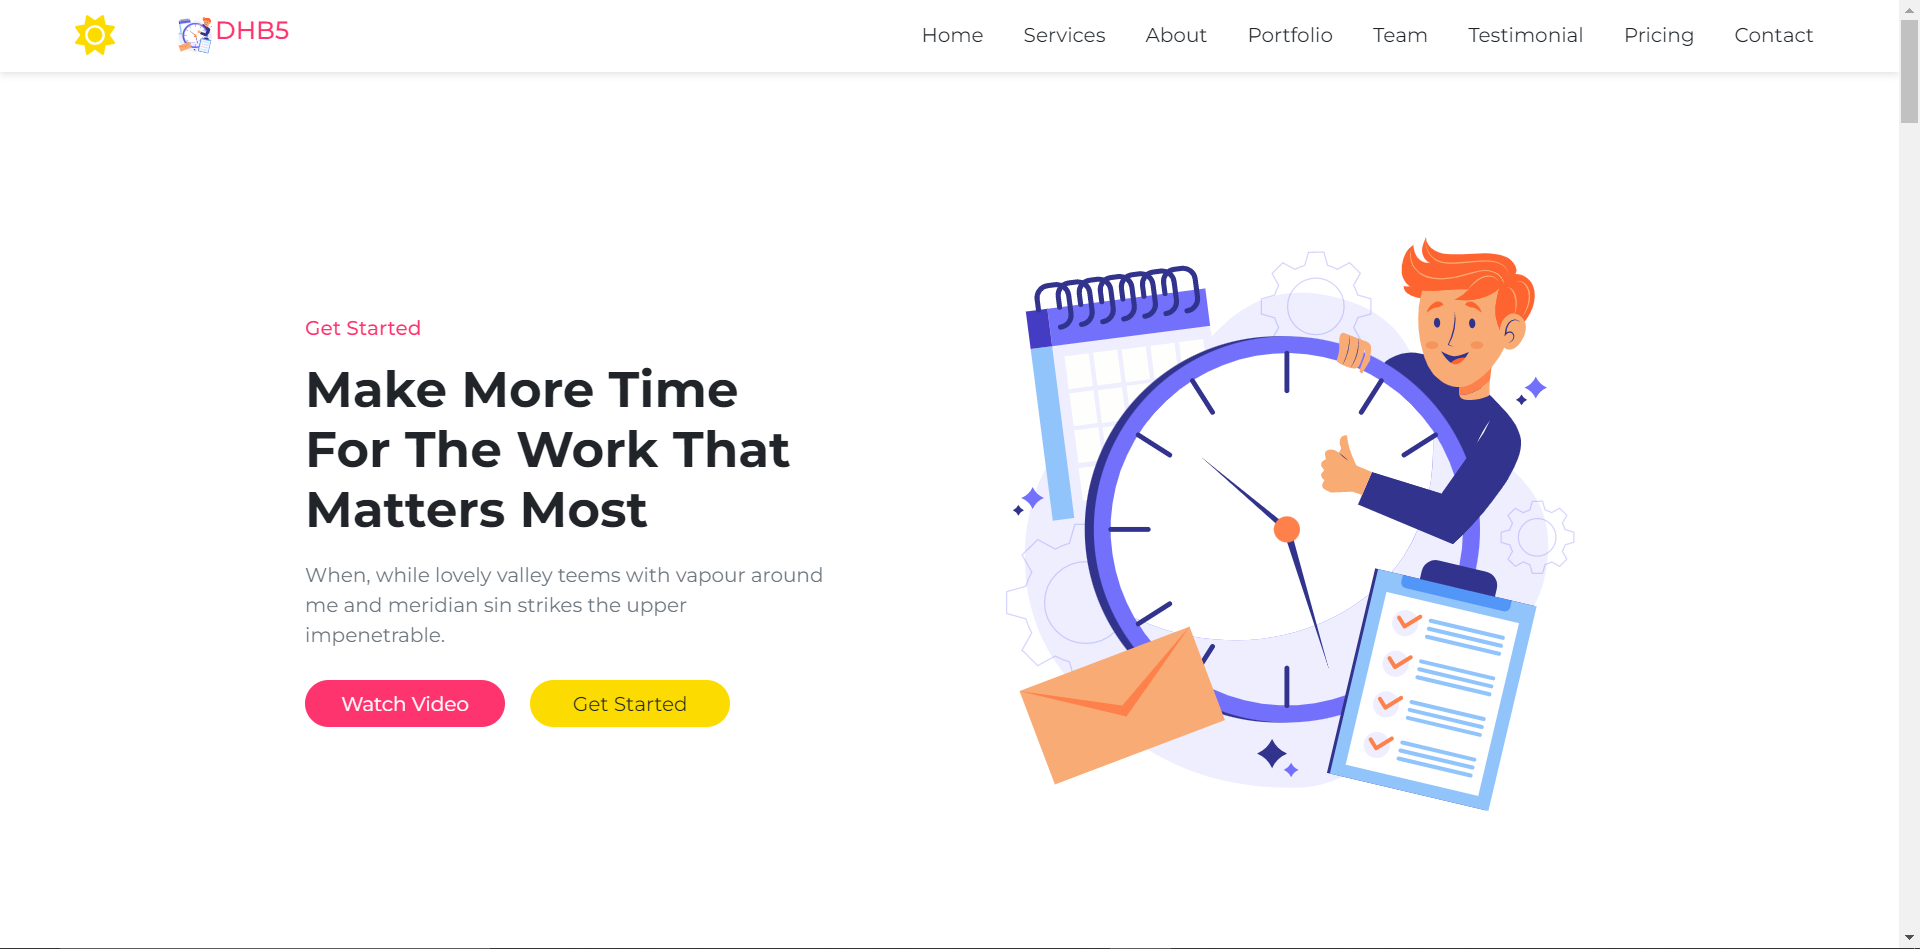 DHB5
Home Services About Portfolio Team Testimonial Pricing Contact
Get Started
Make More Time
For The Work That
Matters Most
When, while lovely valley teems with vapour around
me and meridian sin strikes the upper
impenetrable.
Watch Video Get Started